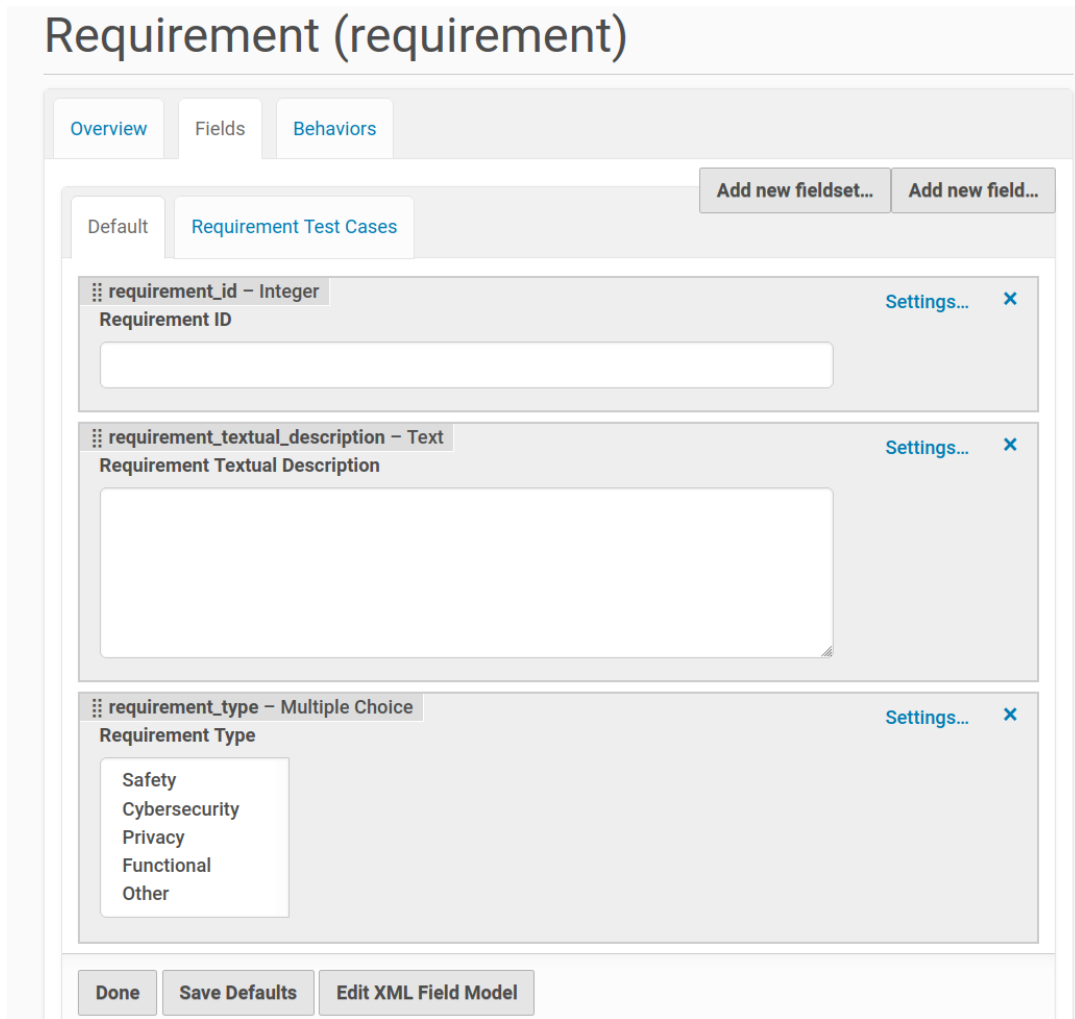 Requirement (requirement)
Overview Fields Behaviors
Add new fieldset... Add new field...
Default Requirement Test Cases
requirement_id – Integer
Settings... ×
Requirement ID
requirement_textual_description – Text
Settings... ×
Requirement Textual Description
requirement_type – Multiple Choice
Settings... ×
Requirement Type
Safety
Cybersecurity
Privacy
Functional
Other
Done Save Defaults Edit XML Field Model